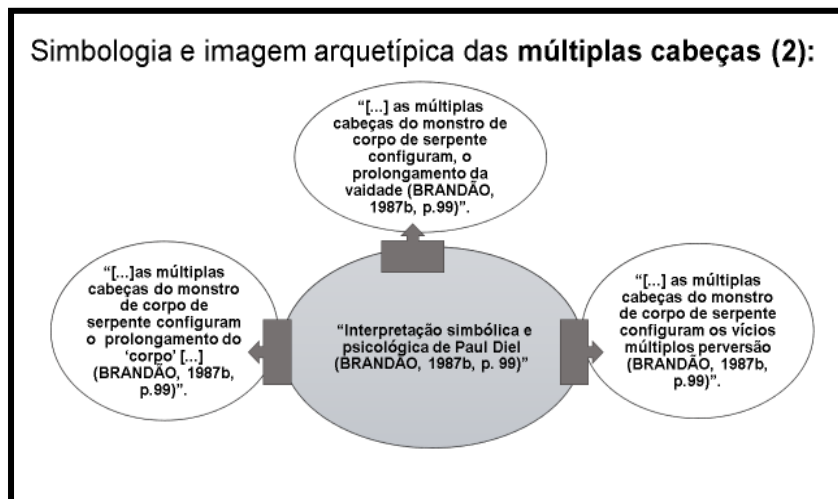 Simbologia e imagem arquetípica das múltiplas cabeças (2):
“[...] as múltiplas
cabeças do monstro de
corpo de serpente
configuram, o
prolongamento da
vaidade (BRANDÃO,
1987b, p.99)”.
“[...]as múltiplas
cabeças do monstro
de corpo de
serpente configuram
o prolongamento do
‘corpo’ [...]
(BRANDÃO, 1987b,
p.99)”.
“Interpretação simbólica e
psicológica de Paul Diel
(BRANDÃO, 1987b, p. 99)”
“[...] as múltiplas
cabeças do monstro
de corpo de serpente
configuram os vícios
múltiplos perversão
(BRANDÃO, 1987b,
p.99)”.